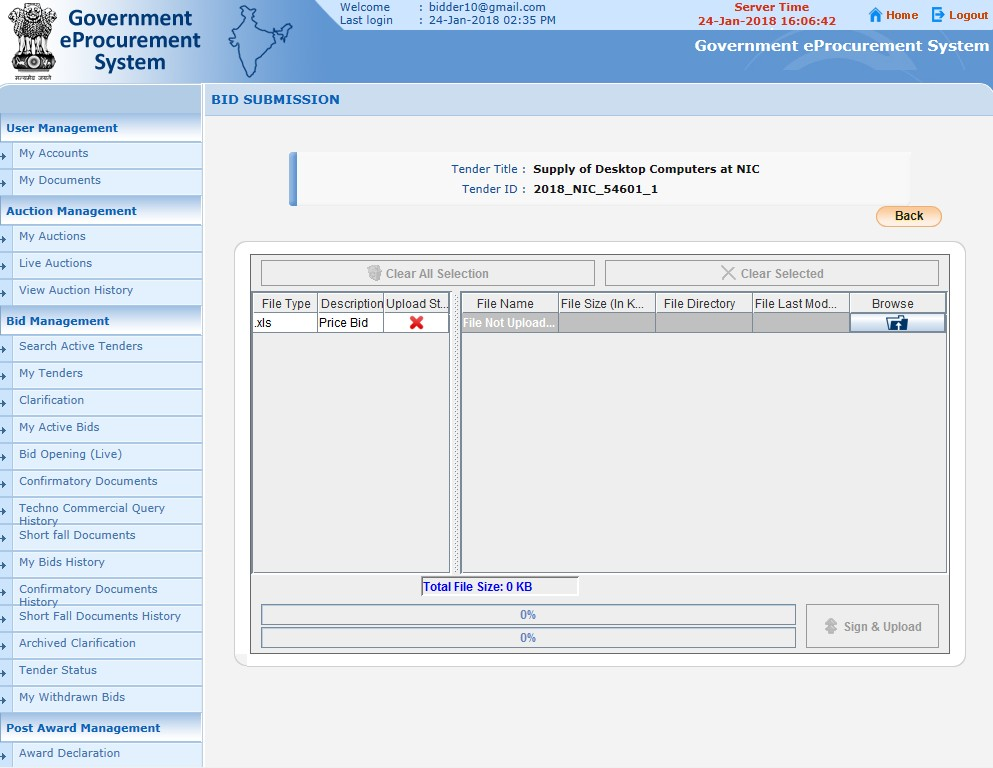 Government
eProcurement
System
सत्यमेव जयते
Welcome : bidder10@gmail.com
Last login : 24-Jan-2018 02:35 PM
Server Time
24-Jan-2018 16:06:42
Home
Logout
Government eProcurement System
BID SUBMISSION
User Management
My Accounts
My Documents
Auction Management
My Auctions
Live Auctions
View Auction History
Bid Management
Search Active Tenders
My Tenders
Clarification
My Active Bids
Bid Opening (Live)
Confirmatory Documents
Techno Commercial Query
History
Short fall Documents
My Bids History
Confirmatory Documents
History
Short Fall Documents History
Archived Clarification
Tender Status
My Withdrawn Bids
Post Award Management
Award Declaration
Tender Title : Supply of Desktop Computers at NIC
Tender ID : 2018_NIC_54601_1
Back
Clear All Selection
Clear Selected
File Type Description Upload St... File Name File Size (In K... File Directory File Last Mod... Browse
.xls Price Bid File Not Upload...
Total File Size: 0 KB
0%
0%
Sign & Upload